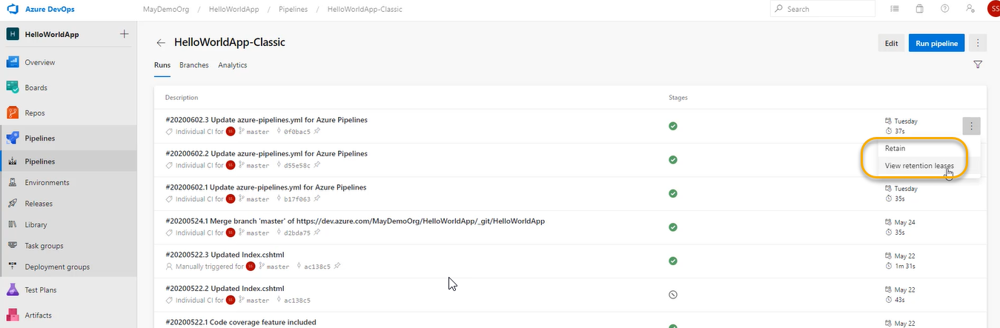 Azure DevOps MayDemoOrg / HelloWorldApp / Pipelines / HelloWorldApp-Classic Search SS
H HelloWorldApp
HelloWorldApp-Classic Edit Run pipeline
Overview
Boards
Repos
Pipelines
Pipelines
Environments
Releases
Library
Task groups
Deployment groups
Test Plans
Artifacts
Runs Branches Analytics
Description Stages
#20200602.3 Update azure-pipelines.yml for Azure Pipelines Tuesday
Individual CI for SS master 0f0bac5 37s
Retain
View retention leases
#20200602.2 Update azure-pipelines.yml for Azure Pipelines
Individual CI for SS master d55e58c
#20200602.1 Update azure-pipelines.yml for Azure Pipelines Tuesday
Individual CI for SS master b17f063 35s
#20200524.1 Merge branch 'master' of https://dev.azure.com/MayDemoOrg/HelloWorldApp/_git/HelloWorldApp May 24
Individual CI for SS master d2bda75 35s
#20200522.3 Updated Index.cshtml May 22
Manually triggered for SS master ac138c5 1m 31s
#20200522.2 Updated Index.cshtml May 22
Individual CI for SS master ac138c5 43s
#20200522.1 Code coverage feature included May 22